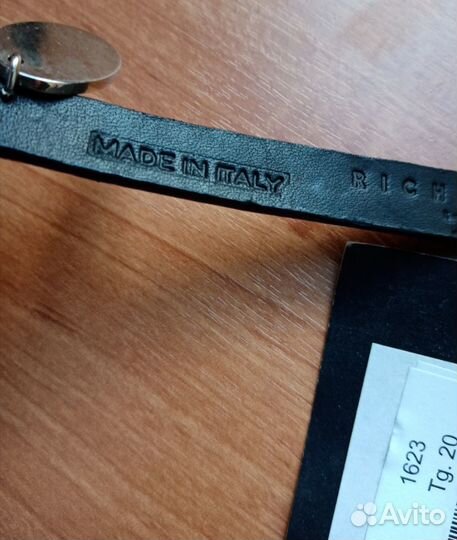 MADE IN ITALY
RICH
1623
Tg. 20
Avito